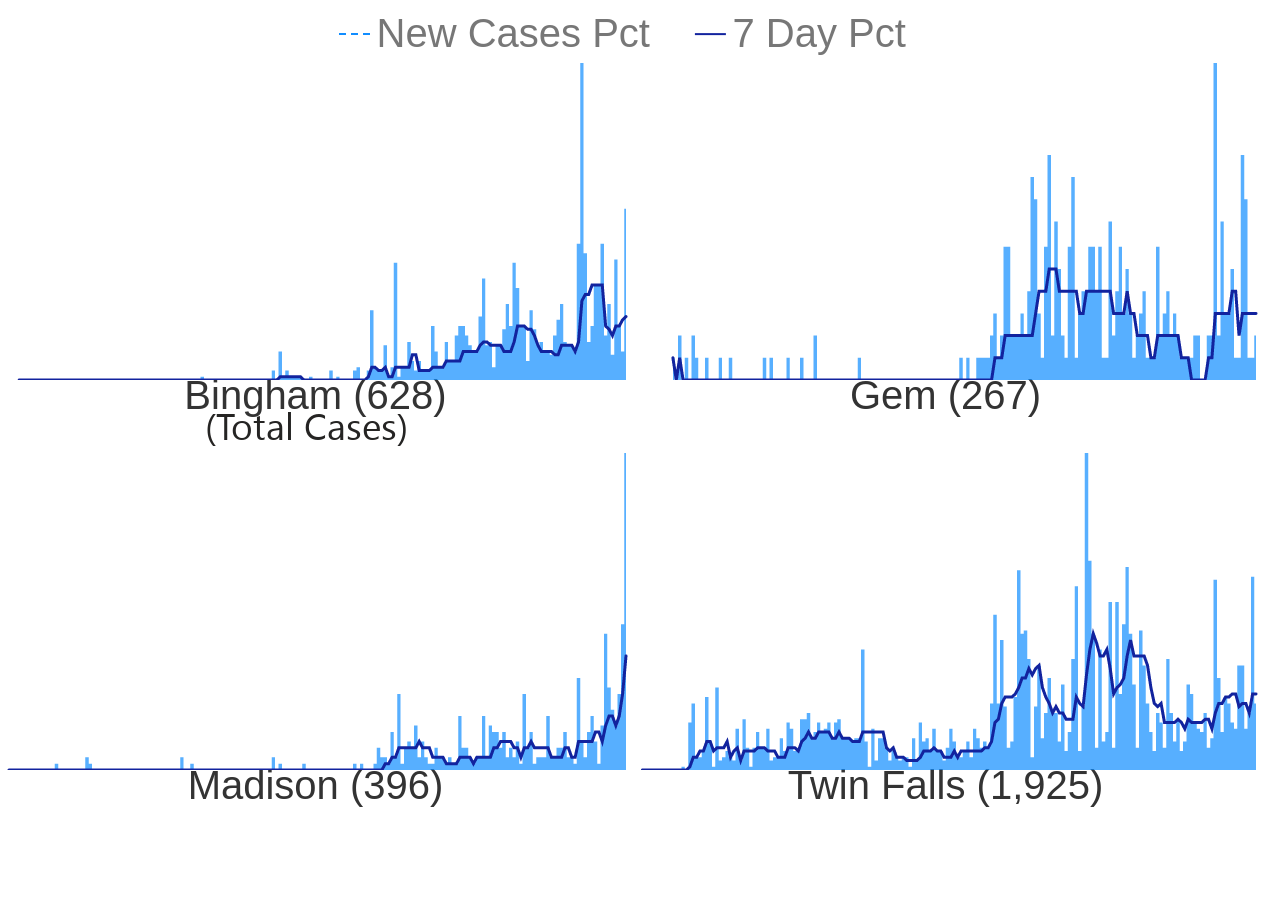 New Cases Pct 7 Day Pct
Bingham (628) Gem (267)
(Total Cases)
Madison (396) Twin Falls (1,925)